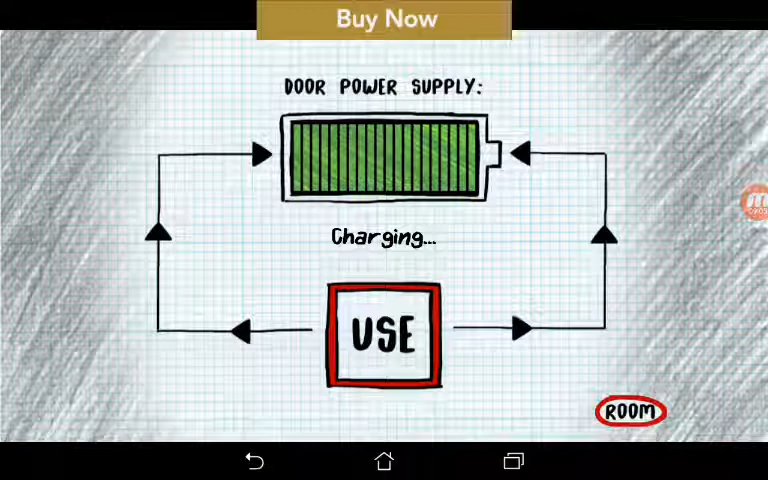 Buy Now
DOOR POWER SUPPLY:
Charging...
USE
ROOM